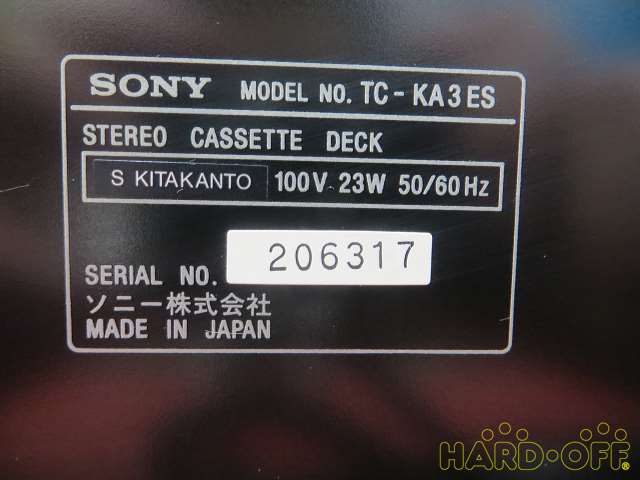 SONY MODEL NO. TC-KA3ES
STEREO CASSETTE DECK
S KITAKANTO 100V 23W 50/60Hz
SERIAL NO. 206317
ソニー株式会社
MADE IN JAPAN
HARD-OFF